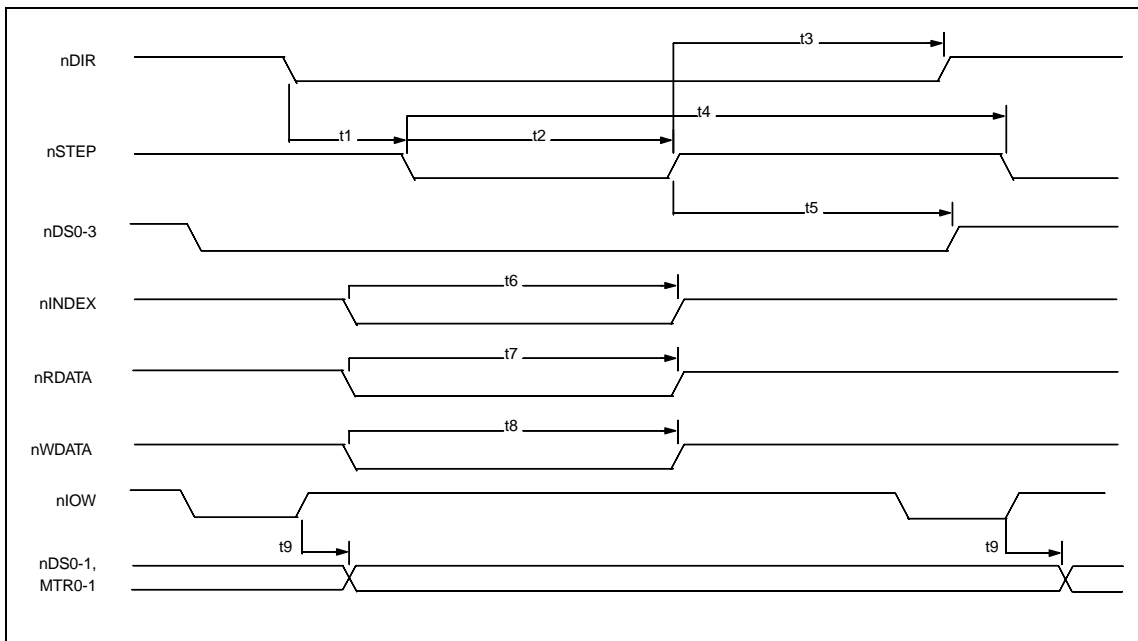 nDIR
t3
t4
nSTEP
t1
t2
nDS0-3
t5
nINDEX
t6
nRDATA
t7
nWDATA
t8
nIOW
t9
t9
nDS0-1,
MTR0-1